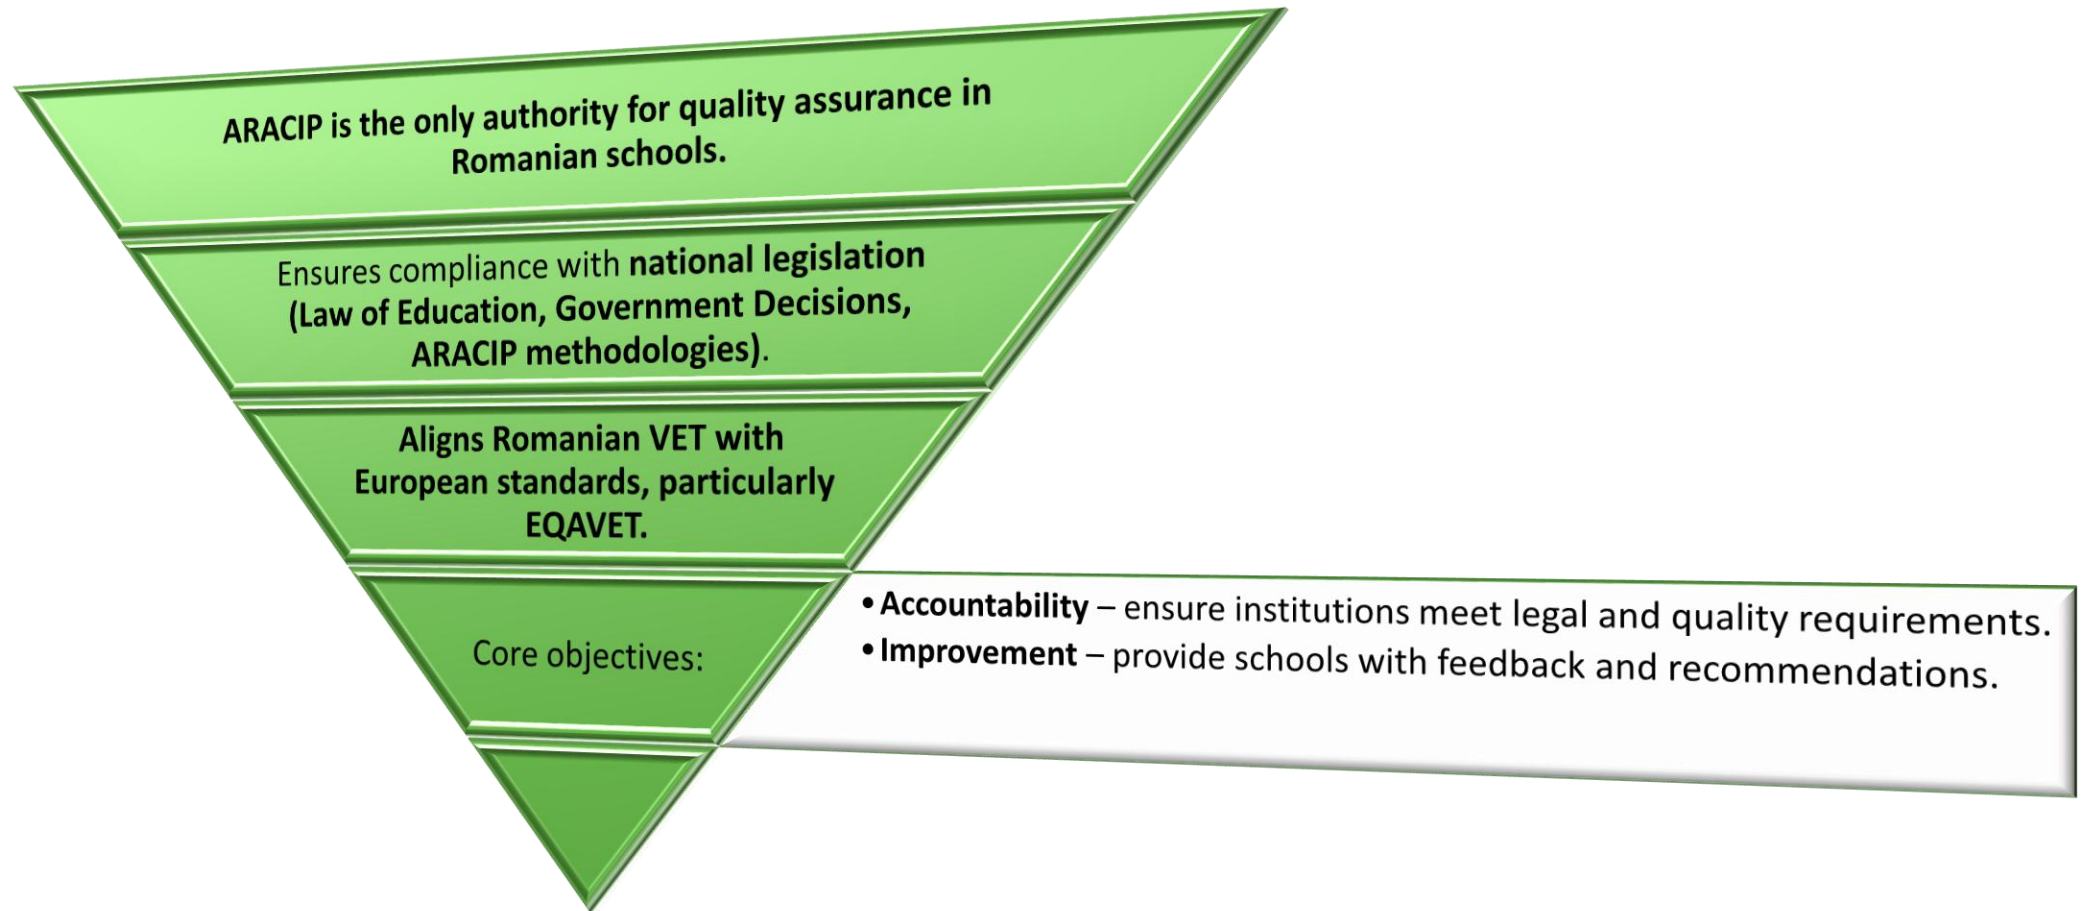 ARACIP is the only authority for quality assurance in
Romanian schools.
Ensures compliance with national legislation
(Law of Education, Government Decisions,
ARACIP methodologies).
Aligns Romanian VET with
European standards, particularly
EQAVET.
Core objectives:
• Accountability – ensure institutions meet legal and quality requirements.
• Improvement – provide schools with feedback and recommendations.